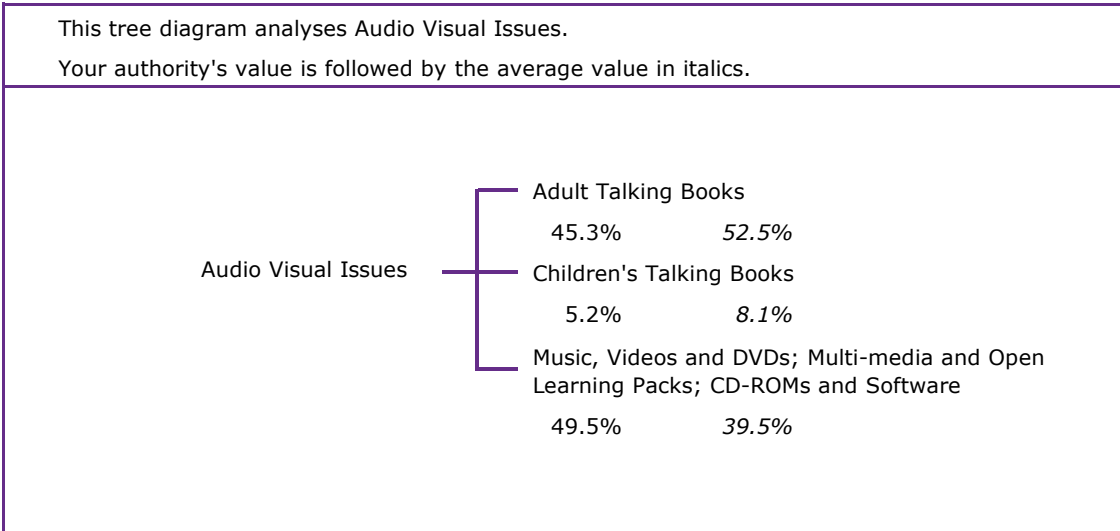 This tree diagram analyses Audio Visual Issues.
Your authority's value is followed by the average value in italics.
Adult Talking Books
45.3% 52.5%
Audio Visual Issues
Children's Talking Books
5.2% 8.1%
Music, Videos and DVDs; Multi-media and Open
Learning Packs; CD-ROMs and Software
49.5% 39.5%